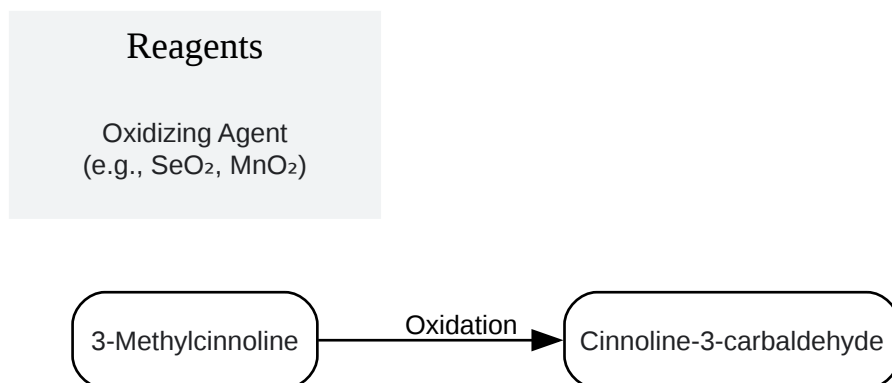 Reagents
Oxidizing Agent
(e.g., SeO₂, MnO₂)
3-Methylcinnoline
Oxidation
Cinnoline-3-carbaldehyde